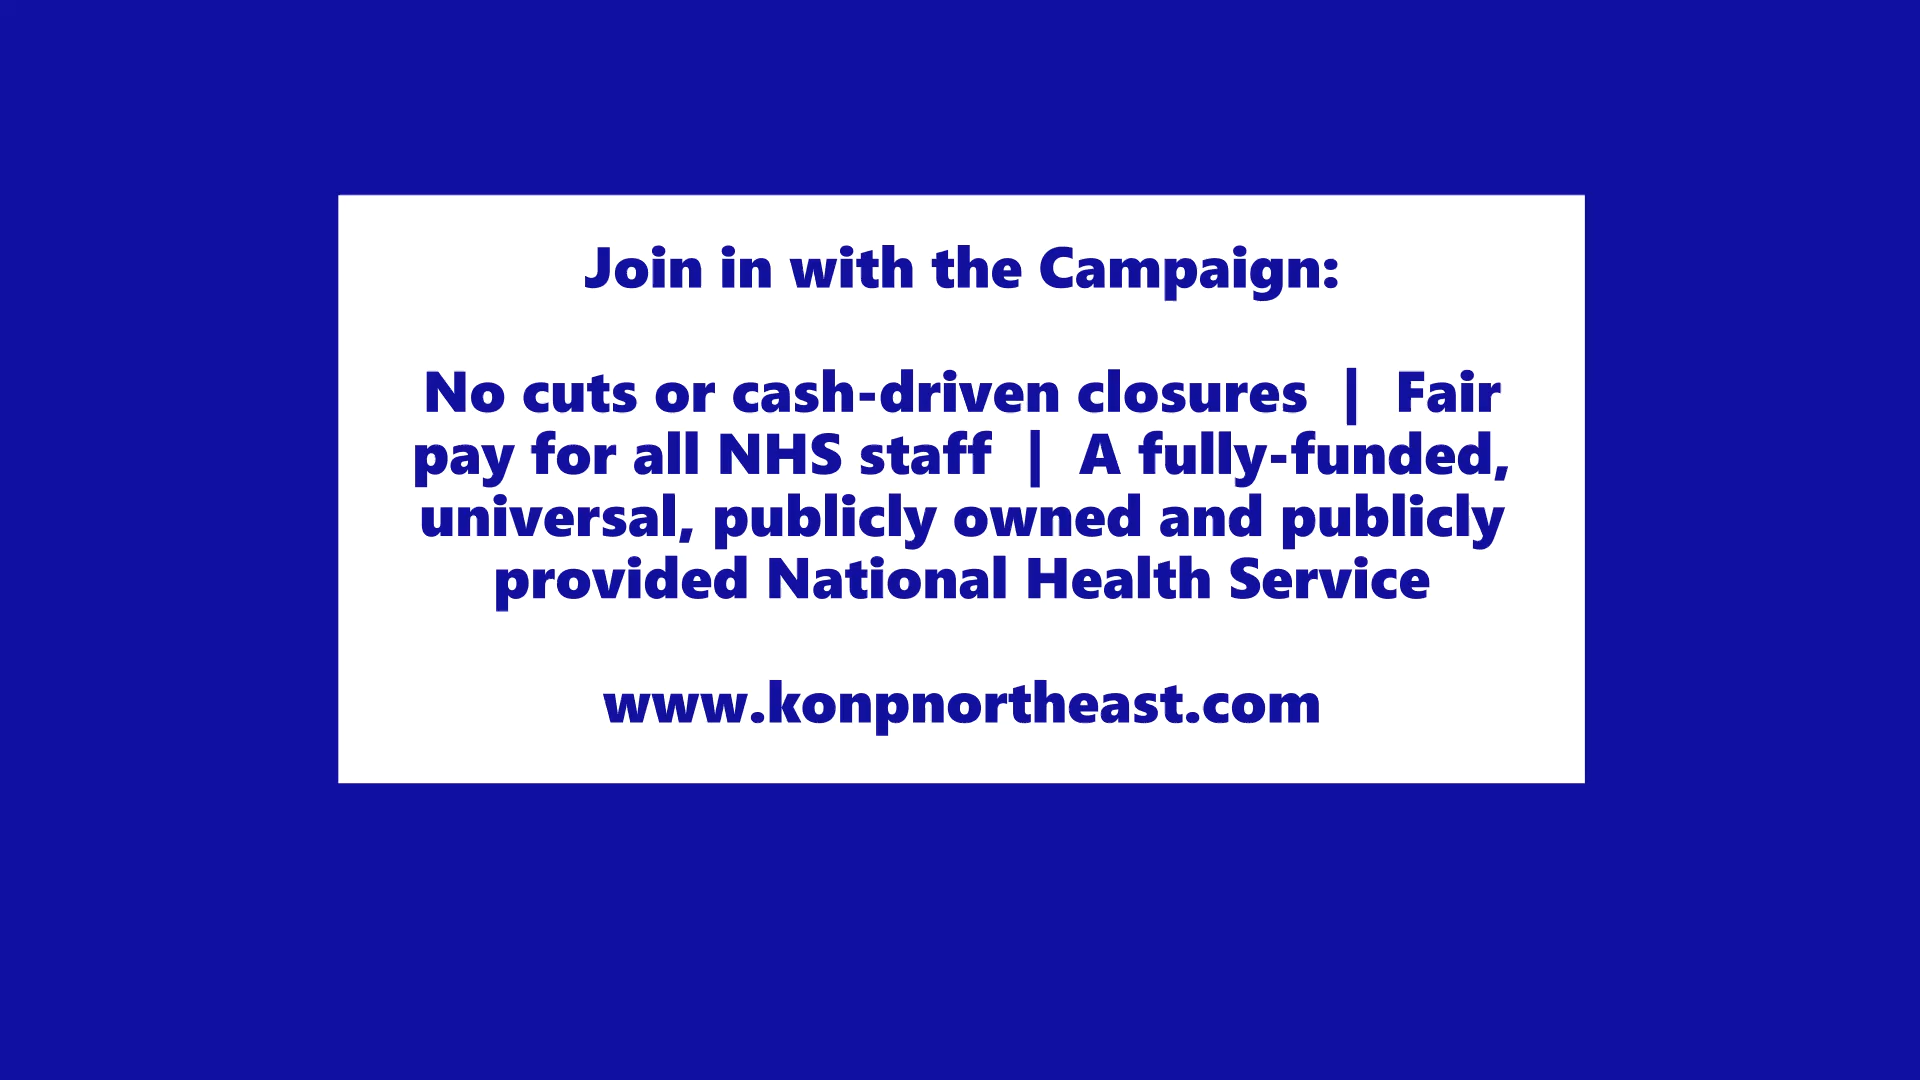 Join in with the Campaign:
No cuts or cash-driven closures | Fair
pay for all NHS staff | A fully-funded,
universal, publicly owned and publicly
provided National Health Service
www.konpnortheast.com